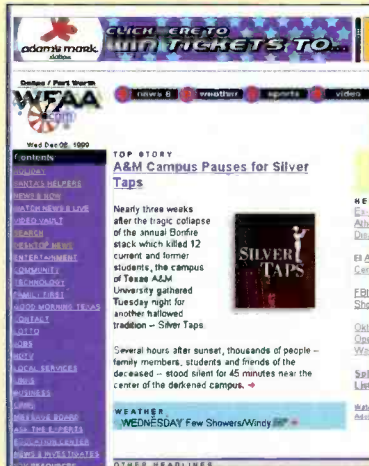 adam's mark
dallas
CLICK ERE TO
WIN TICKETS TO...
Dallas / Fort Worth
WFAA
.com
news 8
weather
sports
video
Wed Dec 08, 1999
Contents
HOLIDAY
SANTA'S HELPERS
NEWS 8 NOW
WATCH NEWS 8 LIVE
VIDEO VAULT
SEARCH
DESKTOP NEWS
ENTERTAINMENT
COMMUNITY
TECHNOLOGY
FAMILY FIRST
GOOD MORNING TEXAS
CONTACT
LOTTO
JOBS
HDTV
LOCAL SERVICES
LINKS
BUSINESS
MESSAGE BOARD
ASK THE EXPERTS
EDUCATION CENTER
NEWS 8 INVESTIGATES
TOP STORY
A&M Campus Pauses for Silver
Taps
Nearly three weeks
after the tragic collapse
of the annual Bonfire
stack which killed 12
current and former
students, the campus
of Texas A&M
University gathered
Tuesday night for
another hallowed
tradition -- Silver Taps.
SILVER
TAPS
Several hours after sunset, thousands of people --
family members, students and friends of the
deceased -- stood silent for 45 minutes near the
center of the darkened campus.
WEATHER
WEDNESDAY Few Showers/Windy
OTHER HEADLINES